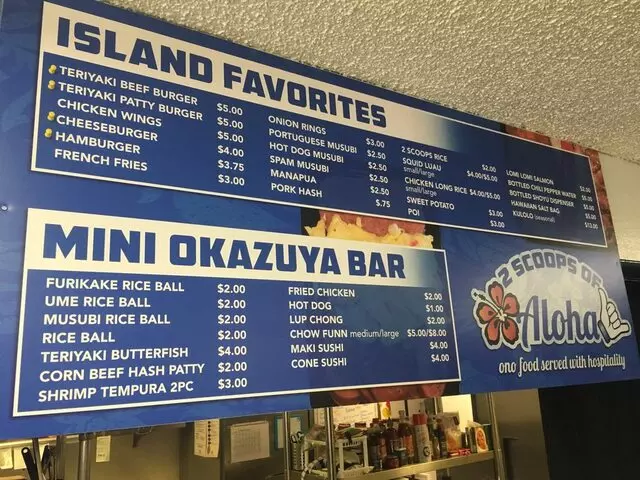 ISLAND FAVORITES
TERIYAKI BEEF BURGER $5.00
TERIYAKI PATTY BURGER $5.00
CHICKEN WINGS $5.00
CHEESEBURGER $4.00
HAMBURGER $3.75
FRENCH FRIES $3.00
ONION RINGS $3.00
PORTUGUESE MUSUBI $2.50
HOT DOG MUSUBI $2.50
SPAM MUSUBI $2.50
MANAPUA $2.50
PORK HASH $.75
2 SCOOPS RICE $2.00
SQUID LUAU $4.00/$5.00
small/large
CHICKEN LONG RICE $4.00/$5.00
small/large
SWEET POTATO $3.00
POI $3.00
LOMI LOMI SALMON
BOTTLED CHILI PEPPER WATER
BOTTLED SHOYU DISPENSER
HAWAIIAN SALT BAG
KULOLO (seasonal)
MINI OKAZUYA BAR
FURIKAKE RICE BALL $2.00
UME RICE BALL $2.00
MUSUBI RICE BALL $2.00
RICE BALL $2.00
TERIYAKI BUTTERFISH $4.00
CORN BEEF HASH PATTY $2.00
SHRIMP TEMPURA 2PC $3.00
FRIED CHICKEN $2.00
HOT DOG $1.00
LUP CHONG $2.00
CHOW FUNN medium/large $5.00/$8.00
MAKI SUSHI $4.00
CONE SUSHI $4.00
2 SCOOPS OF
Aloha
ono food served with hospitality